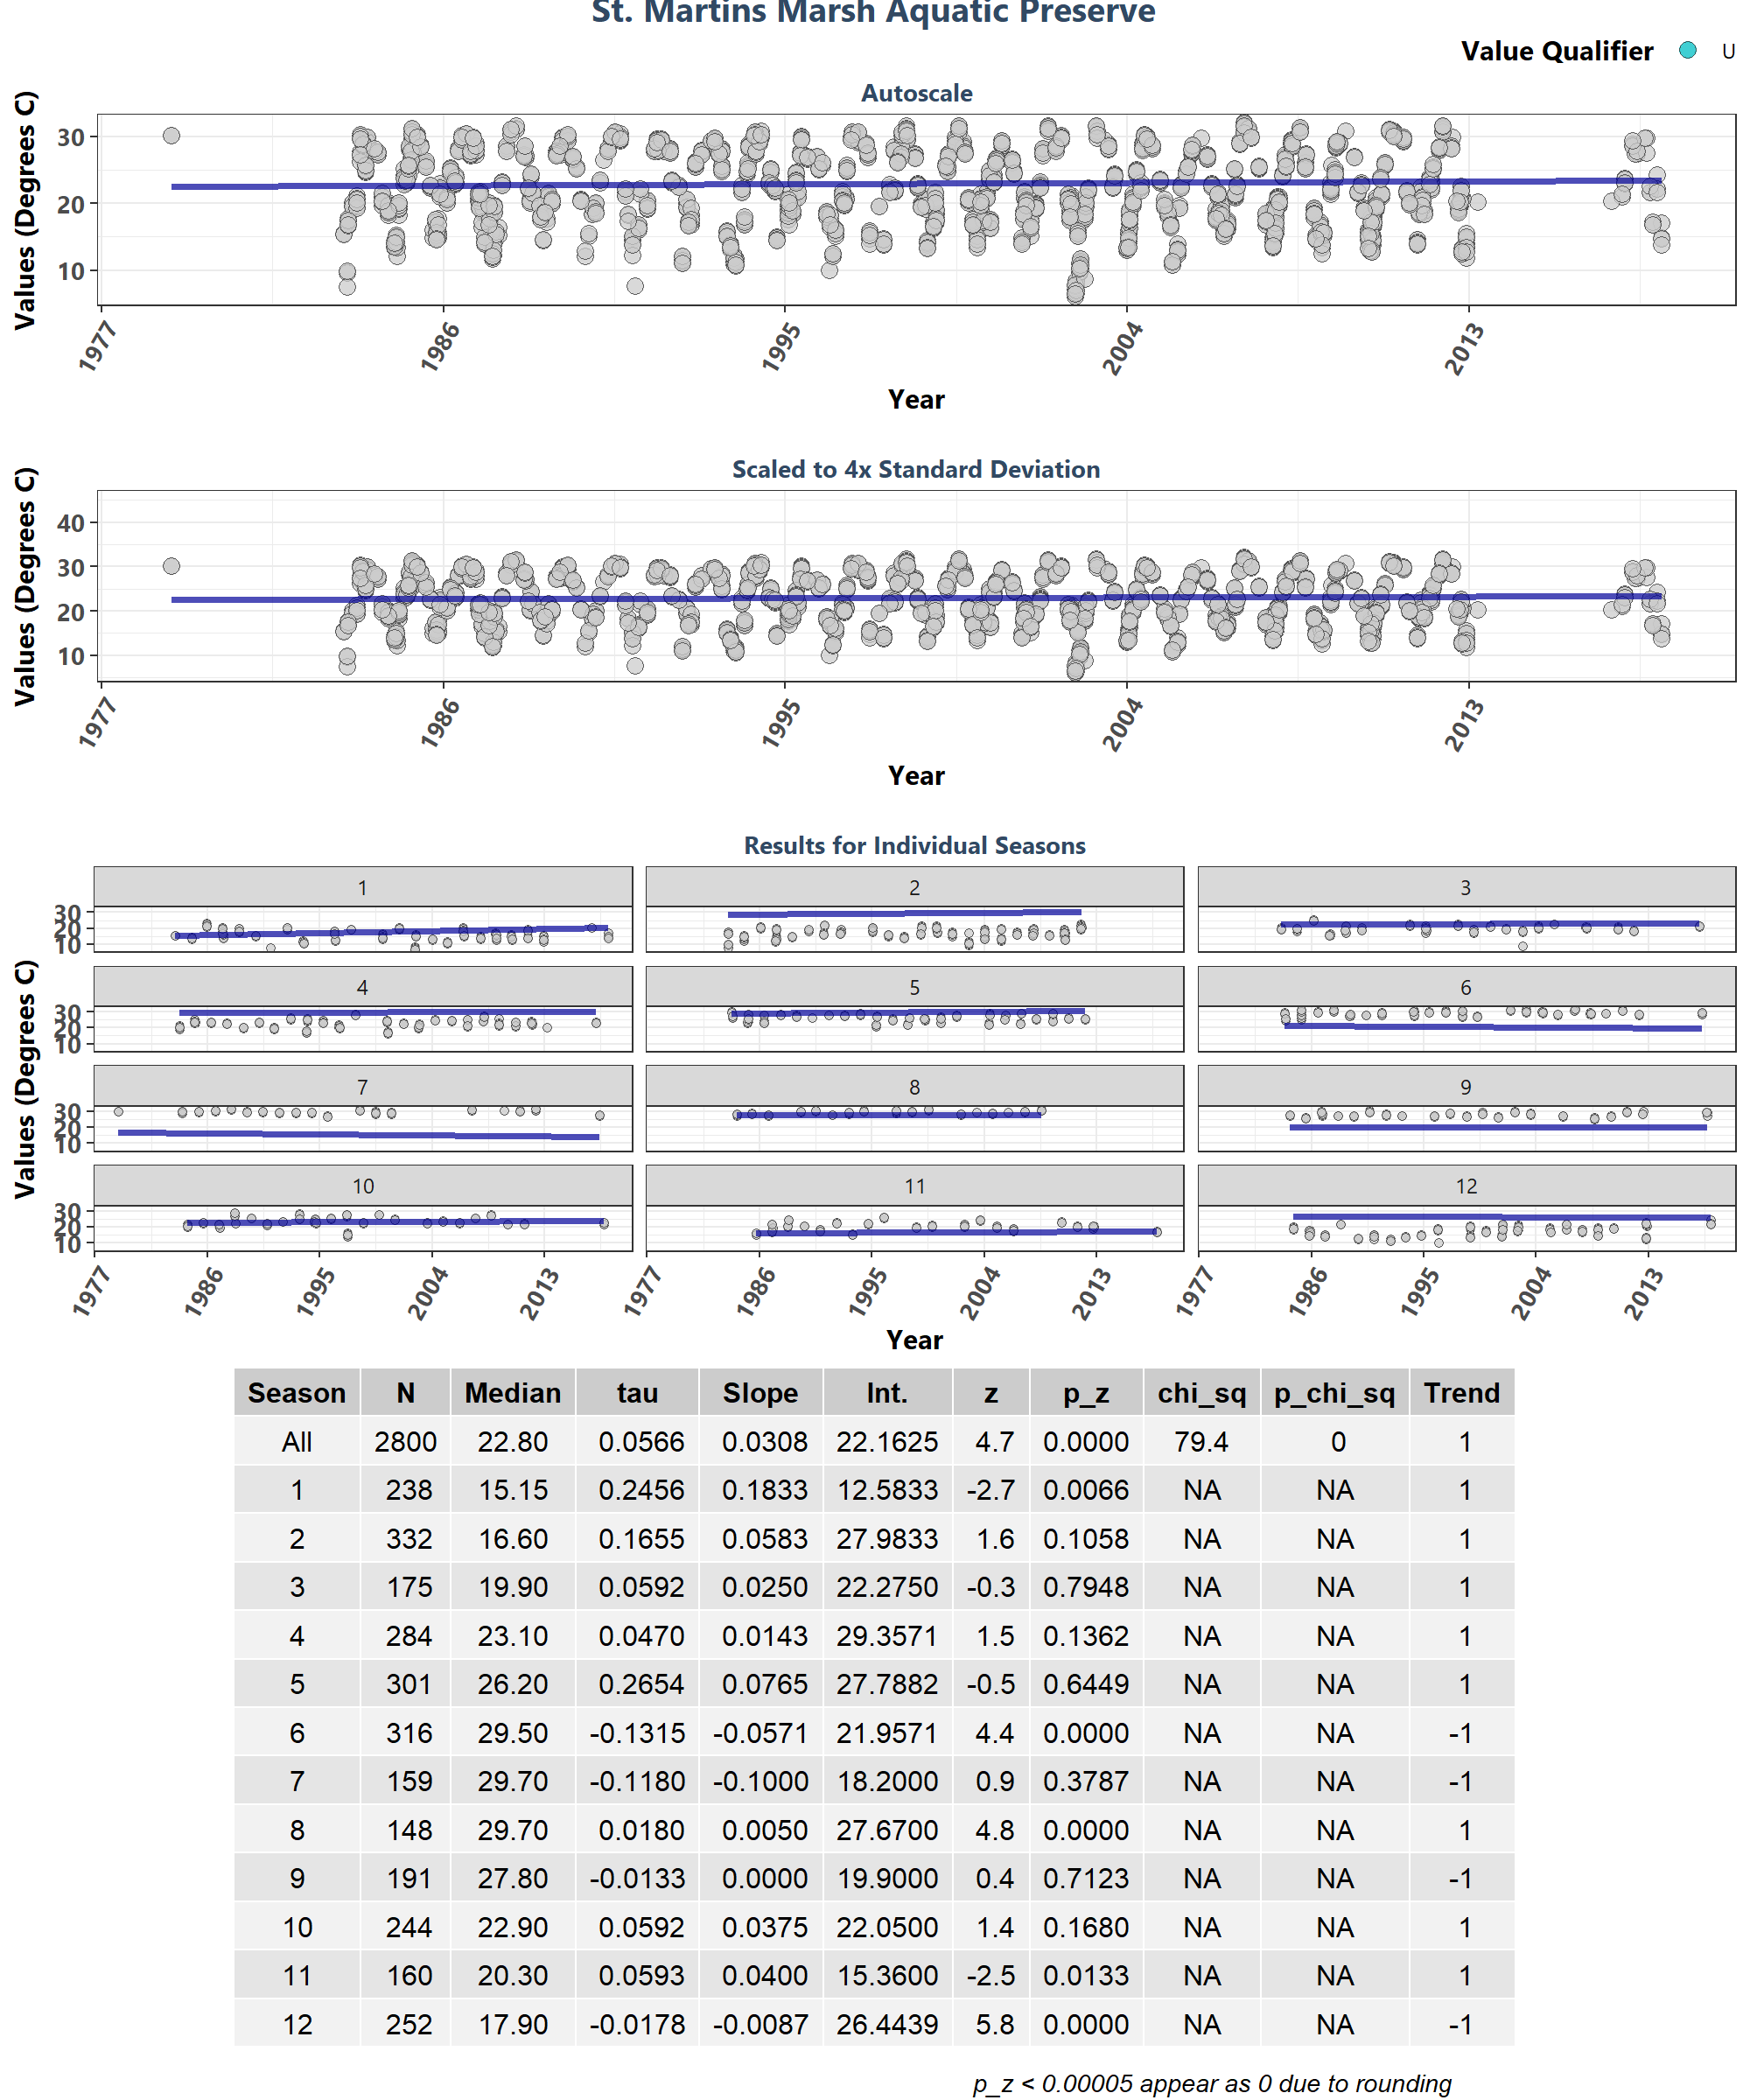 St. Martins Marsh Aquatic Preserve
Value Qualifier U
Autoscale
Values (Degrees C)
30
20
10
1977 1986 1995 2004 2013
Year
Scaled to 4x Standard Deviation
Values (Degrees C)
40
30
20
10
1977 1986 1995 2004 2013
Year
Results for Individual Seasons
Values (Degrees C)
1 2 3
30
20
10
4 5 6
30
20
10
7 8 9
30
20
10
10 11 12
30
20
10
1977 1986 1995 2004 2013 1977 1986 1995 2004 2013 1977 1986 1995 2004 2013
Year
Season N Median tau Slope Int. z p_z chi_sq p_chi_sq Trend
All 2800 22.80 0.0566 0.0308 22.1625 4.7 0.0000 79.4 0 1
1 238 15.15 0.2456 0.1833 12.5833 -2.7 0.0066 NA NA 1
2 332 16.60 0.1655 0.0583 27.9833 1.6 0.1058 NA NA 1
3 175 19.90 0.0592 0.0250 22.2750 -0.3 0.7948 NA NA 1
4 284 23.10 0.0470 0.0143 29.3571 1.5 0.1362 NA NA 1
5 301 26.20 0.2654 0.0765 27.7882 -0.5 0.6449 NA NA 1
6 316 29.50 -0.1315 -0.0571 21.9571 4.4 0.0000 NA NA -1
7 159 29.70 -0.1180 -0.1000 18.2000 0.9 0.3787 NA NA -1
8 148 29.70 0.0180 0.0050 27.6700 4.8 0.0000 NA NA 1
9 191 27.80 -0.0133 0.0000 19.9000 0.4 0.7123 NA NA -1
10 244 22.90 0.0592 0.0375 22.0500 1.4 0.1680 NA NA 1
11 160 20.30 0.0593 0.0400 15.3600 -2.5 0.0133 NA NA 1
12 252 17.90 -0.0178 -0.0087 26.4439 5.8 0.0000 NA NA -1
p_z < 0.00005 appear as 0 due to rounding